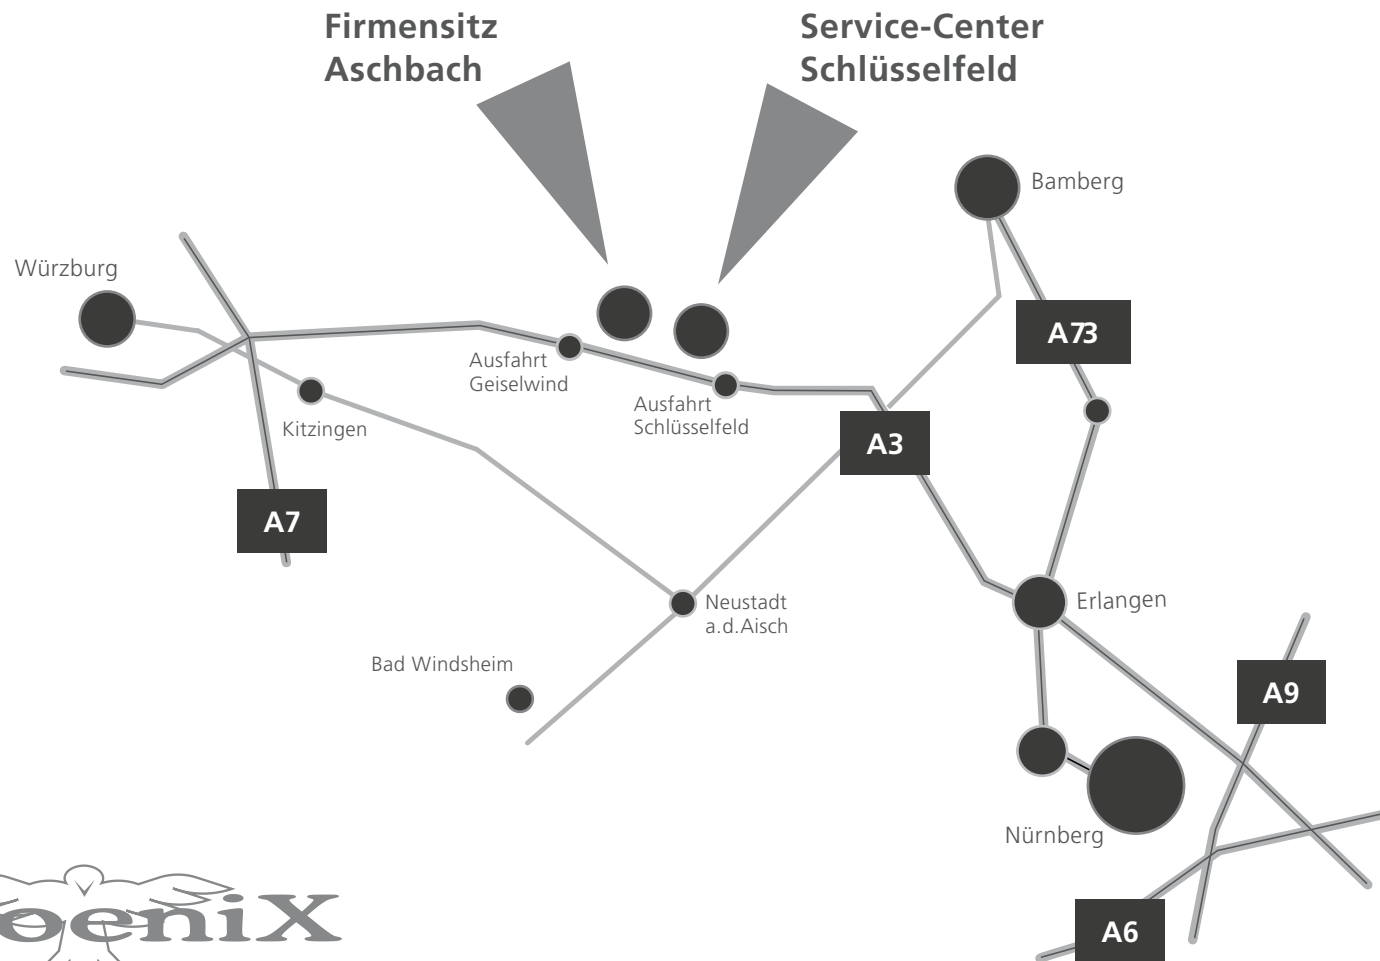 Firmensitz
Aschbach
Service-Center
Schlüsselfeld
Bamberg
Würzburg
A73
Ausfahrt
Geiselwind
Ausfahrt
Schlüsselfeld
Kitzingen
A3
A7
Neustadt
a.d.Aisch
Erlangen
Bad Windsheim
A9
Nürnberg
oeniX
A6